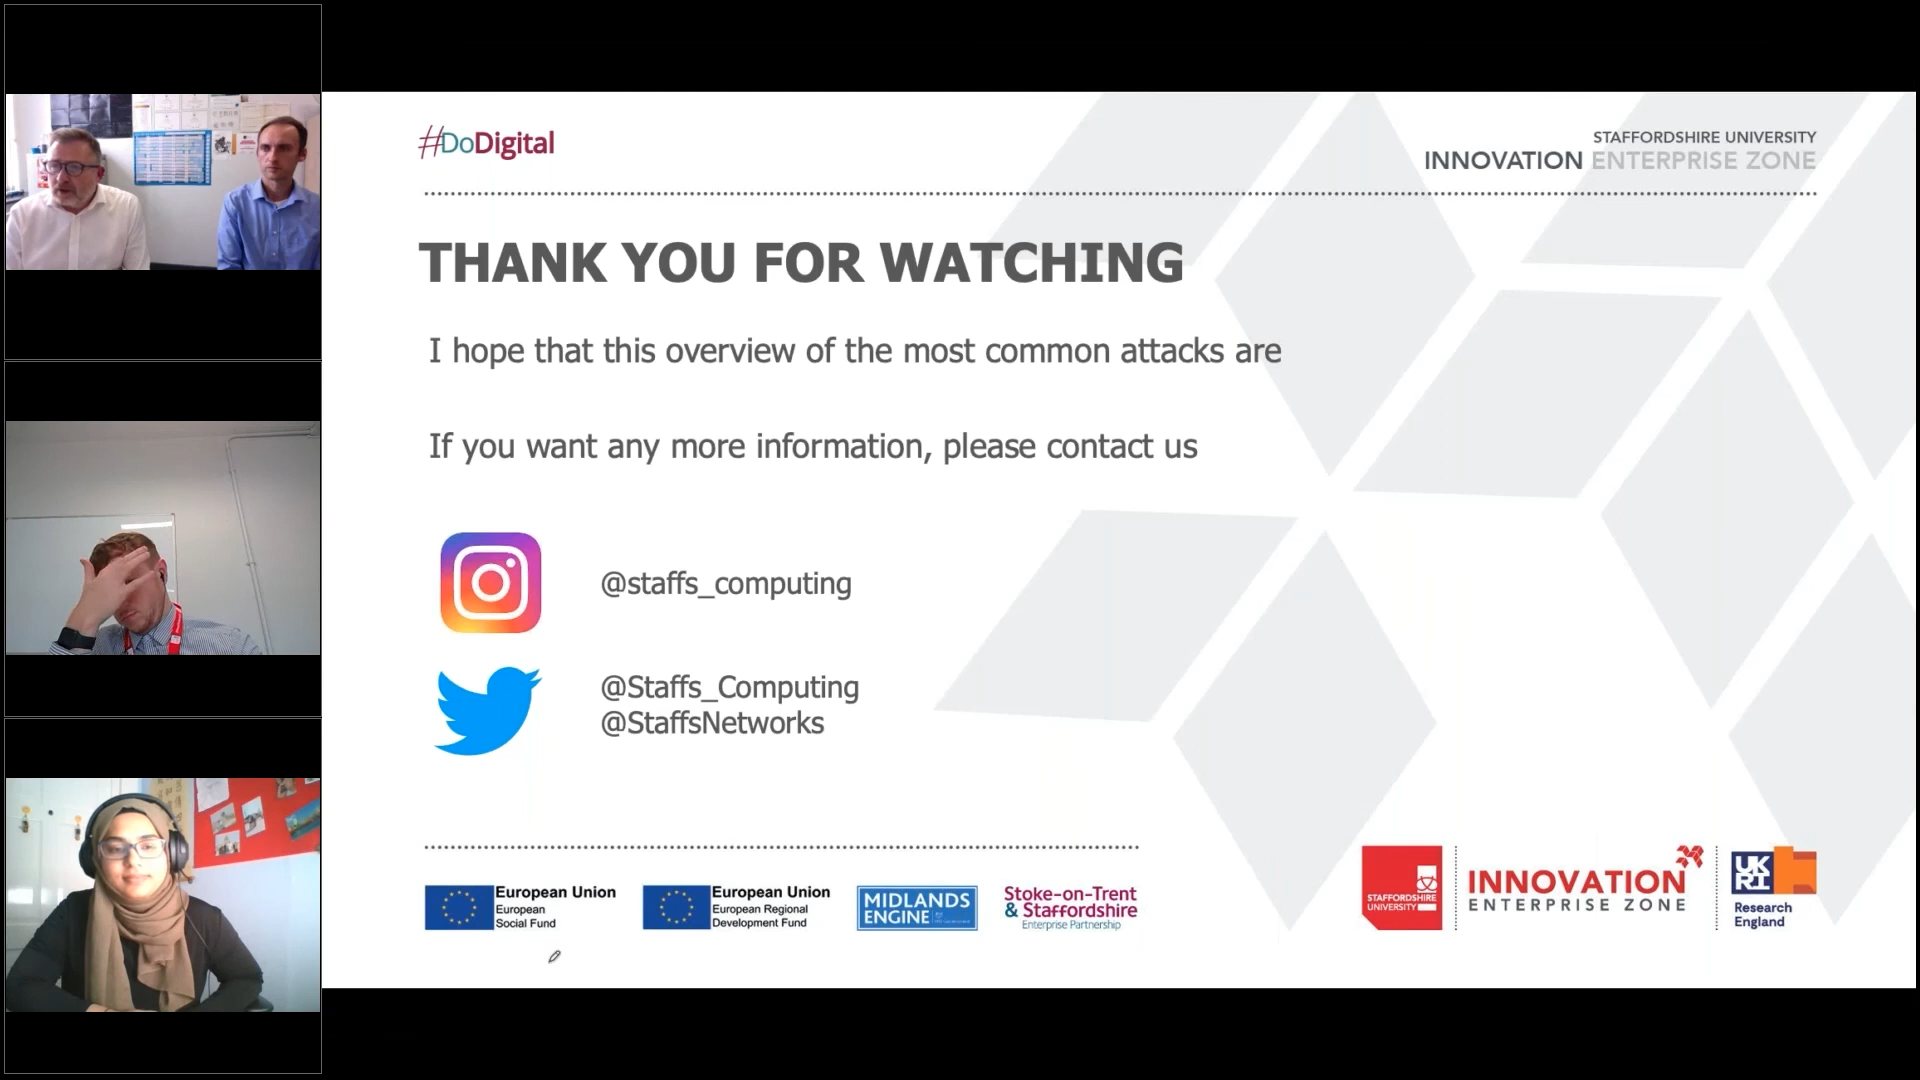 #DoDigital
STAFFORDSHIRE UNIVERSITY
INNOVATION ENTERPRISE ZONE
THANK YOU FOR WATCHING
I hope that this overview of the most common attacks are
If you want any more information, please contact us
@staffs_computing
@Staffs_Computing
@StaffsNetworks
European Union
European
Social Fund
European Union
European Regional
Development Fund
MIDLANDS
ENGINE
Stoke-on-Trent
& Staffordshire
Enterprise Partnership
STAFFORDSHIRE
UNIVERSITY
INNOVATION
ENTERPRISE ZONE
UK
RI
Research
England